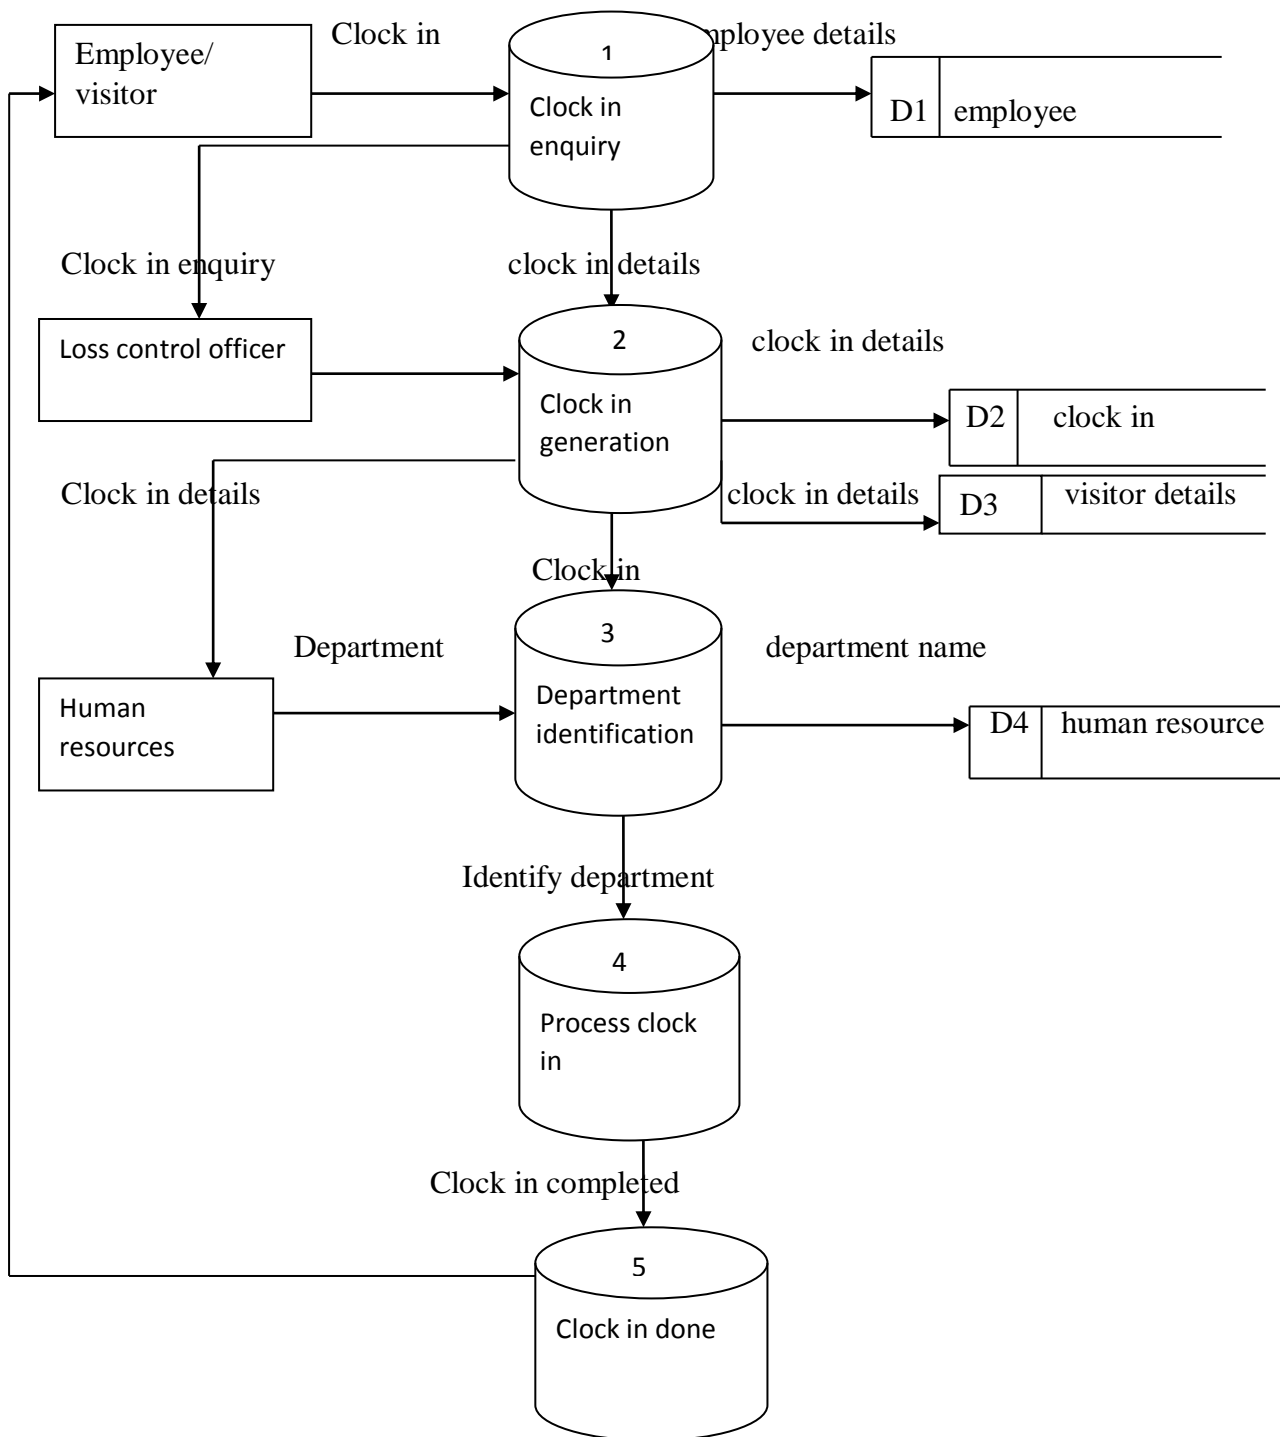 Clock in
mployee details
Employee/
visitor
1
Clock in
enquiry
D1 employee
Clock in enquiry
clock in details
Loss control officer
2
Clock in
generation
clock in details
D2 clock in
Clock in details
clock in details
D3 visitor details
Clock in
Department
3
Department
identification
department name
Human
resources
D4 human resource
Identify department
4
Process clock
in
Clock in completed
5
Clock in done